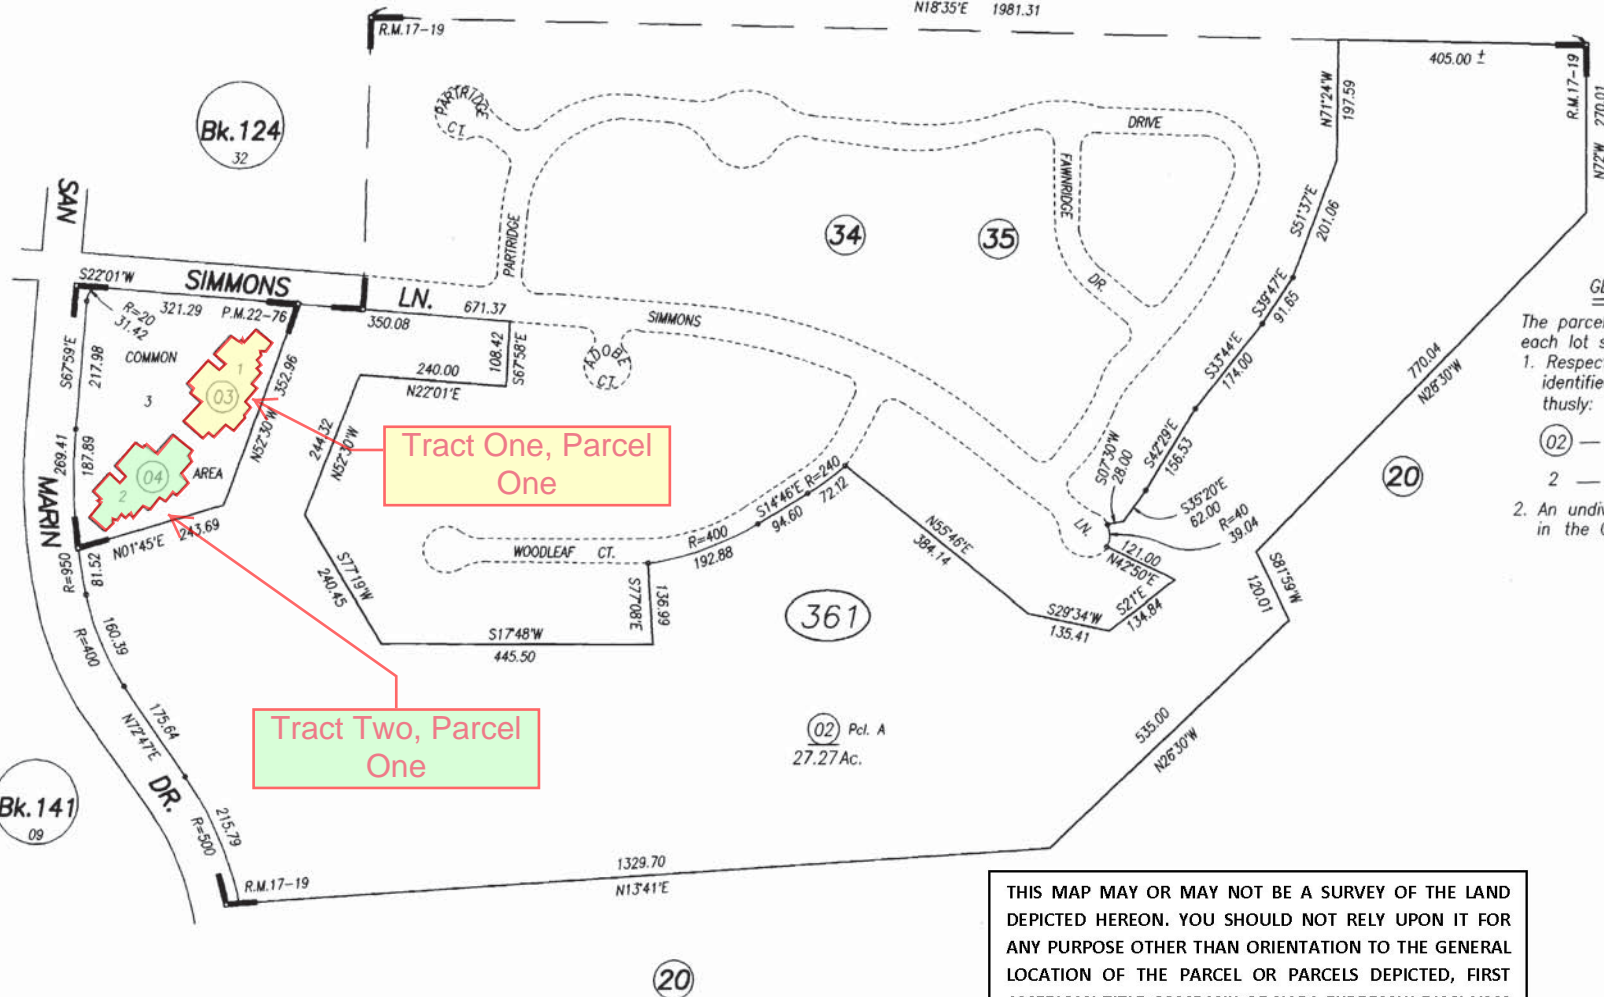 N18°35'E 1981.31
R.M.17-19
405.00 ±
R.M.17-19
270.01
N72°W
N71°24'W
197.59
Bk.124
32
PARTRIDGE
CT.
DRIVE
FAWNRIDGE
DR.
PARTRIDGE
34
35
S51°37'E
201.06
SAN
S22°01'W
SIMMONS
LN.
321.29
P.M.22-76
R=20
31.42
350.08
671.37
SIMMONS
S39°47'E
91.65
S67°59'E
217.98
COMMON
3
1
03
352.96
N52°30'W
240.00
N22°01'E
108.42
S67°58'E
ADOBE
CT.
S33°44'E
174.00
770.04
N28°30'W
The parcel
each lot s
1. Respect
identifie
thusly:
02 —
2 —
2. An undiv
in the
269.41
187.89
04
2
AREA
244.32
N52°30'W
Tract One, Parcel
One
S42°29'E
156.53
S07°30'W
28.00
S35°20'E
62.00
R=40
39.04
20
MARIN
N01°45'E 243.69
R=950
81.52
S14°46'E
94.60
R=240
72.12
R=400
192.88
WOODLEAF CT.
N55°46'E
384.14
LN.
121.00
N42°50'E
S77°19'W
240.45
S77°08'E
136.99
361
S29°34'W
135.41
S21°E
134.84
S81°59'W
120.01
R=400
160.39
S17°48'W
445.50
Tract Two, Parcel
One
N72°47'E
175.64
02 Pcl. A
27.27Ac.
535.00
N26°30'W
DR.
Bk.141
09
R=500
215.79
R.M.17-19
1329.70
N13°41'E
20
THIS MAP MAY OR MAY NOT BE A SURVEY OF THE LAND
DEPICTED HEREON. YOU SHOULD NOT RELY UPON IT FOR
ANY PURPOSE OTHER THAN ORIENTATION TO THE GENERAL
LOCATION OF THE PARCEL OR PARCELS DEPICTED, FIRST